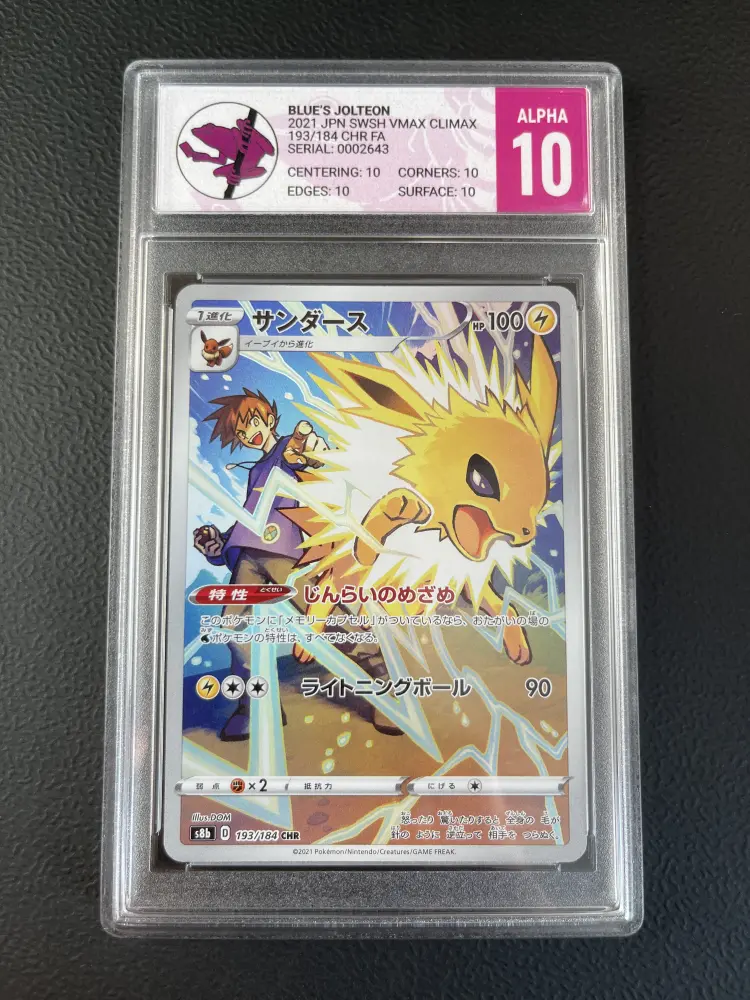 BLUE'S JOLTEON
2021 JPN SWSH VMAX CLIMAX
193/184 CHR FA
SERIAL: 0002643
CENTERING: 10 CORNERS: 10
EDGES: 10 SURFACE: 10
ALPHA
10
1進化
サンダース
HP100
イーブイから進化
特性 とくせい
じんらいのめざめ
このポケモンに「メモリーカプセル」がついているなら、おたがいの場の
ポケモンの特性は、すべてなくなる。
ライトニングボール 90
弱点 ×2 抵抗力 にげる
Illus. DOM
s8b D 193/184 CHR
怒ったり 驚いたりすると 全身の 毛が
針のように 逆立って 相手を つらぬく。
©2021 Pokémon/Nintendo/Creatures/GAME FREAK.